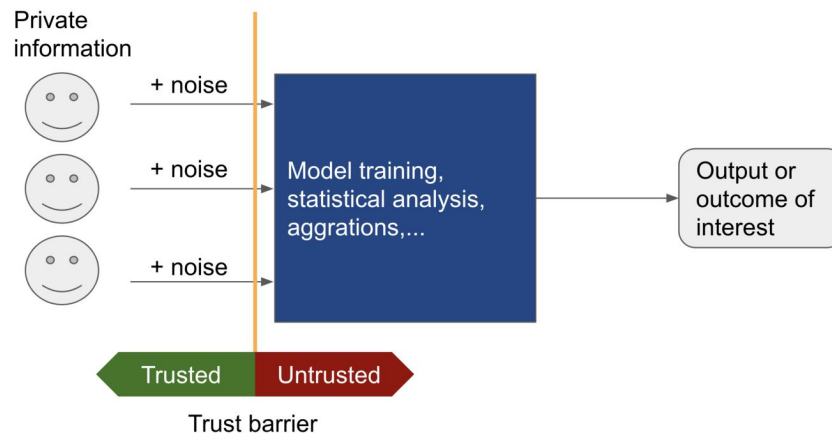 Private
information
+ noise
+ noise
+ noise
Model training,
statistical analysis,
aggrations,...
Output or
outcome of
interest
Trusted
Untrusted
Trust barrier